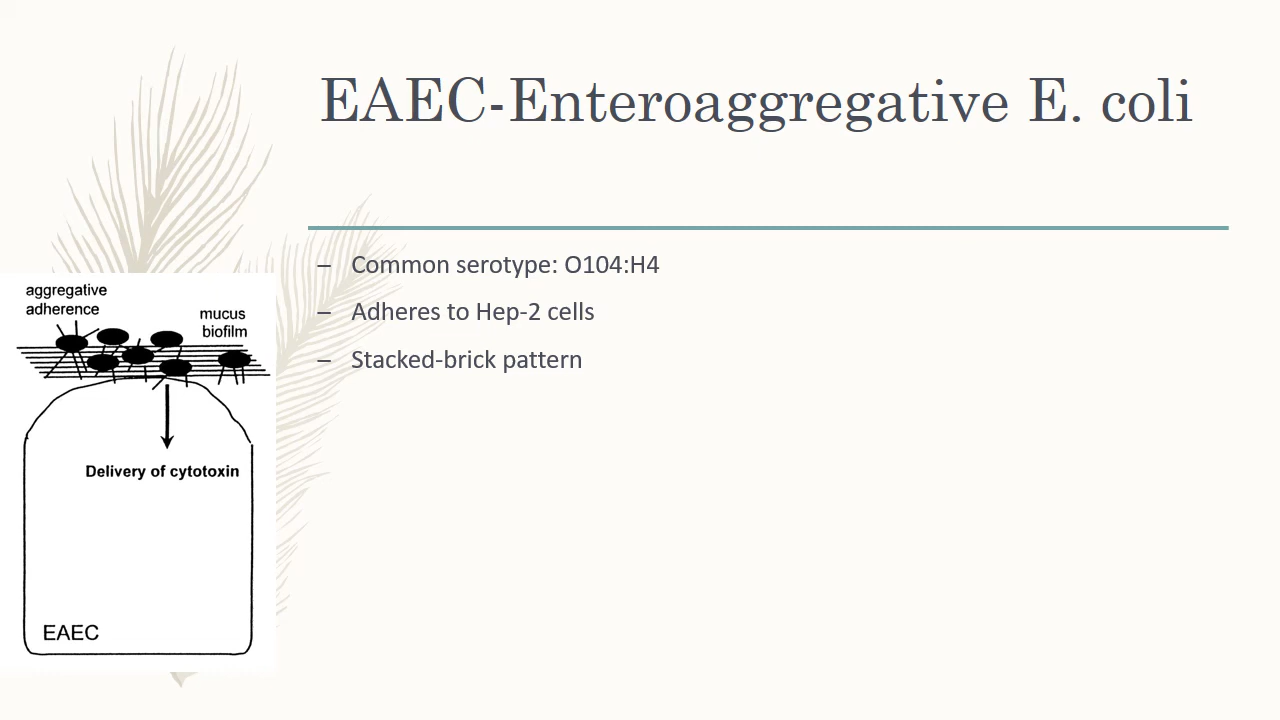 EAEC-Enteroaggregative E. coli
– Common serotype: O104:H4
– Adheres to Hep-2 cells
– Stacked-brick pattern
aggregative
adherence
mucus
biofilm
Delivery of cytotoxin
EAEC